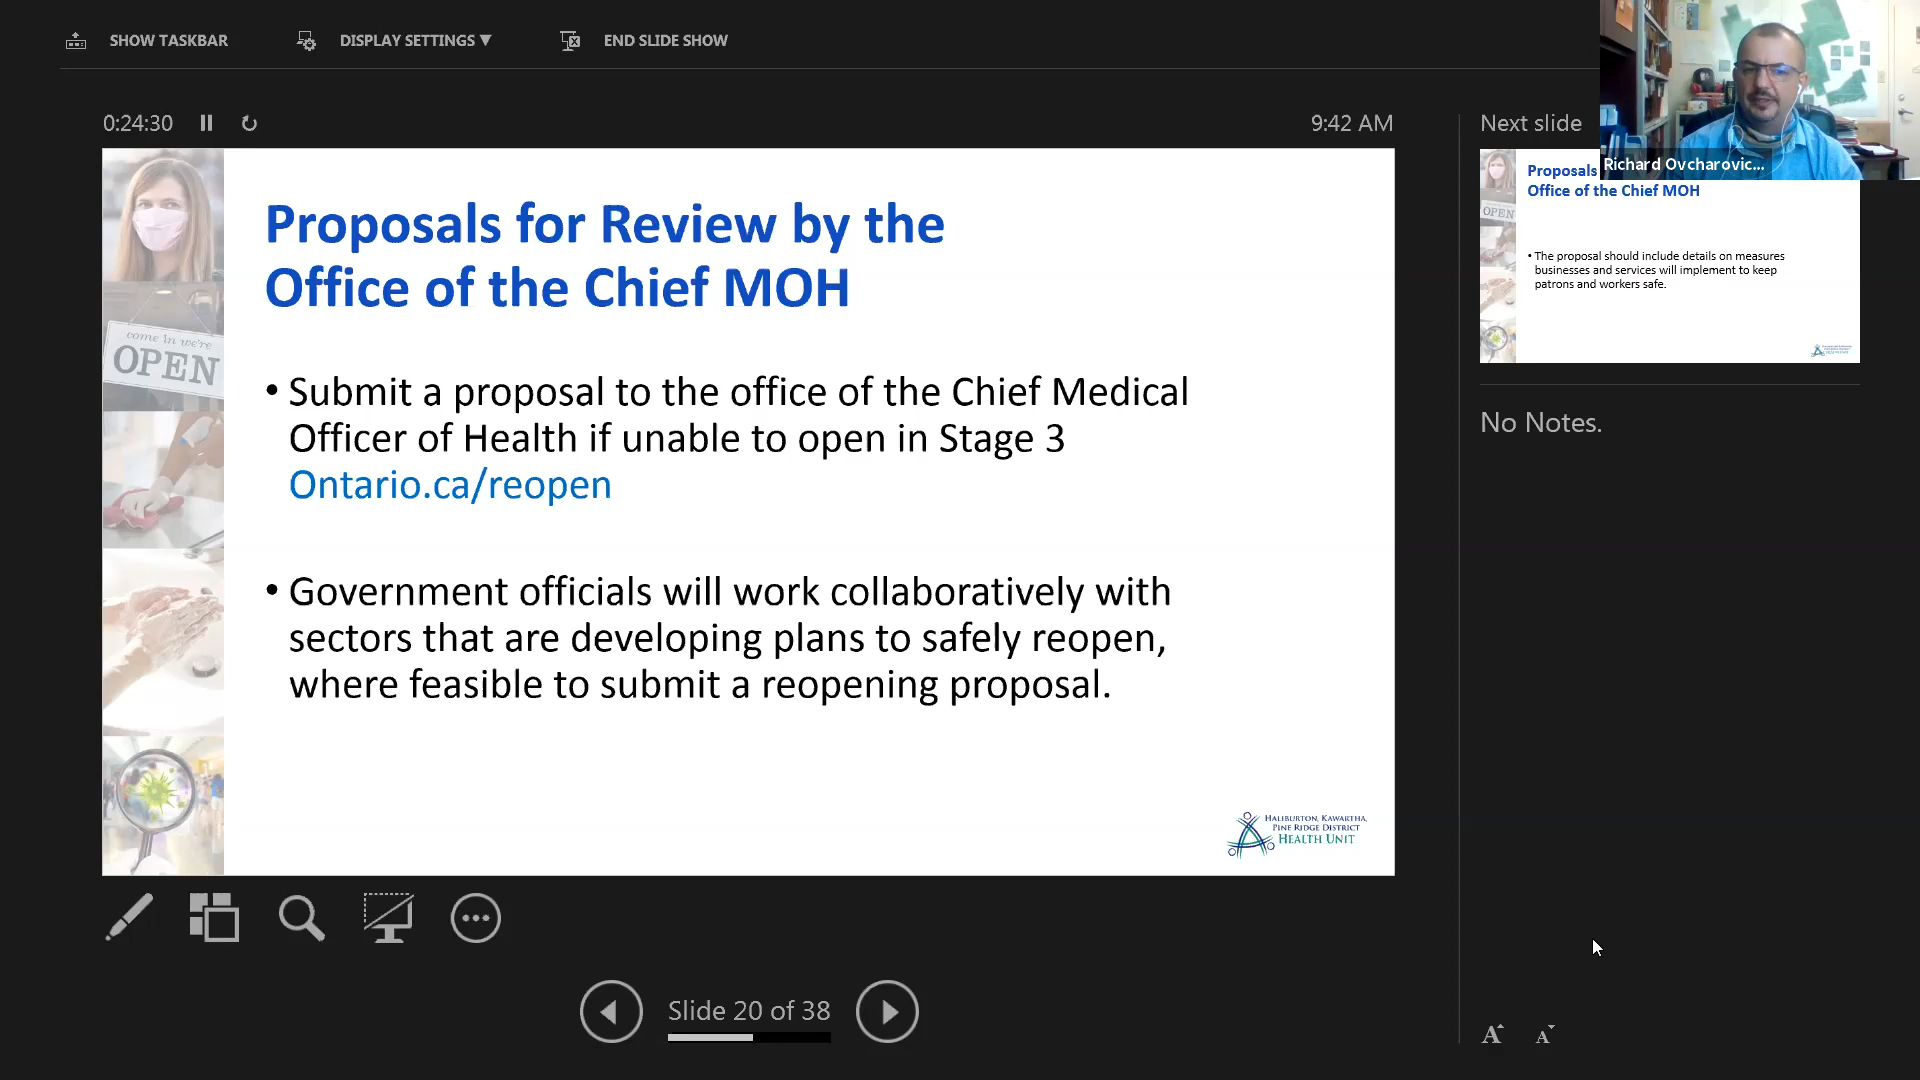 SHOW TASKBAR
DISPLAY SETTINGS ▼
END SLIDE SHOW
0:24:30
9:42 AM
Next slide
Richard Ovcharovic...
Proposals for Review by the
Office of the Chief MOH
• Submit a proposal to the office of the Chief Medical
Officer of Health if unable to open in Stage 3
Ontario.ca/reopen
• Government officials will work collaboratively with
sectors that are developing plans to safely reopen,
where feasible to submit a reopening proposal.
come in we're
OPEN
HALIBURTON, KAWARTHA,
PINE RIDGE DISTRICT
HEALTH UNIT
Proposals
Office of the Chief MOH
OPEN
• The proposal should include details on measures
businesses and services will implement to keep
patrons and workers safe.
No Notes.
Slide 20 of 38
A A